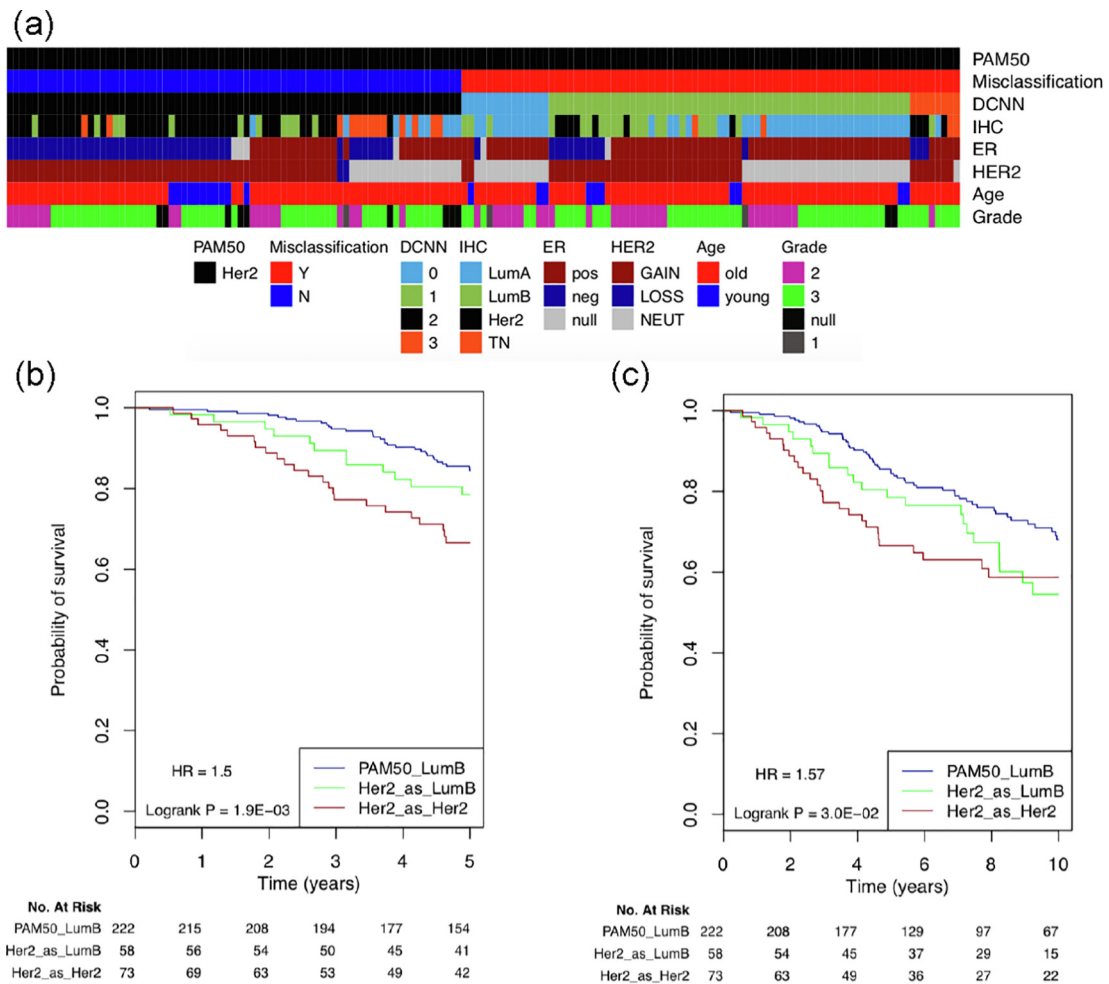 (a)
PAM50
Misclassification
DCNN
IHC
ER
HER2
Age
Grade
PAM50 Misclassification DCNN IHC ER HER2 Age Grade
Her2 Y 0 LumA pos GAIN old 2
N 1 LumB neg LOSS young 3
2 Her2 null NEUT null
3 TN 1
(b)
Probability of survival
1.0
0.8
0.6
0.4
0.2
0.0
HR = 1.5
Logrank P = 1.9E−03
PAM50_LumB
Her2_as_LumB
Her2_as_Her2
0 1 2 3 4 5
Time (years)
No. At Risk
PAM50_LumB 222 215 208 194 177 154
Her2_as_LumB 58 56 54 50 45 41
Her2_as_Her2 73 69 63 53 49 42
(c)
Probability of survival
1.0
0.8
0.6
0.4
0.2
0.0
HR = 1.57
Logrank P = 3.0E−02
PAM50_LumB
Her2_as_LumB
Her2_as_Her2
0 2 4 6 8 10
Time (years)
No. At Risk
PAM50_LumB 222 208 177 129 97 67
Her2_as_LumB 58 54 45 37 29 15
Her2_as_Her2 73 63 49 36 27 22